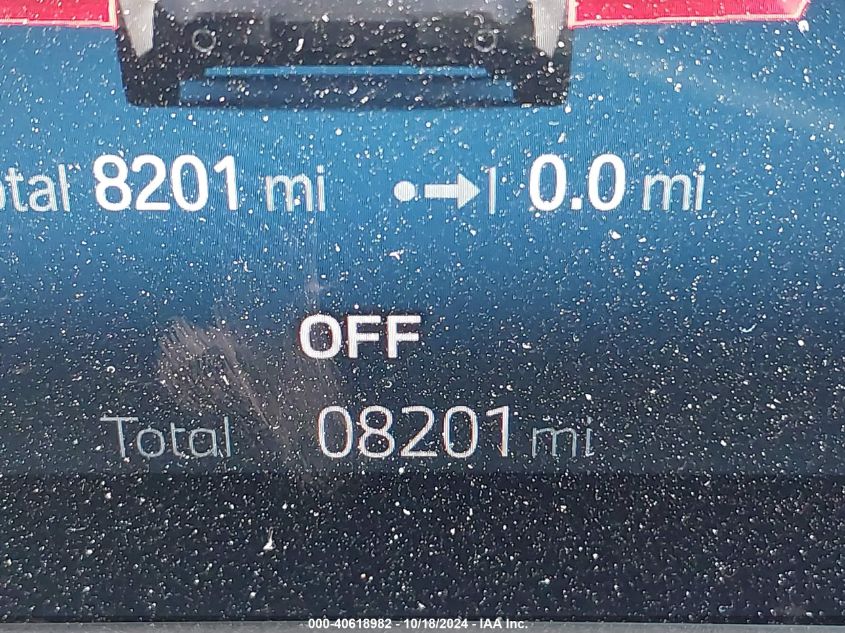 otal 8201 mi 0.0 mi
OFF
Total 08201 mi
000-40618982 - 10/18/2024 - IAA Inc.